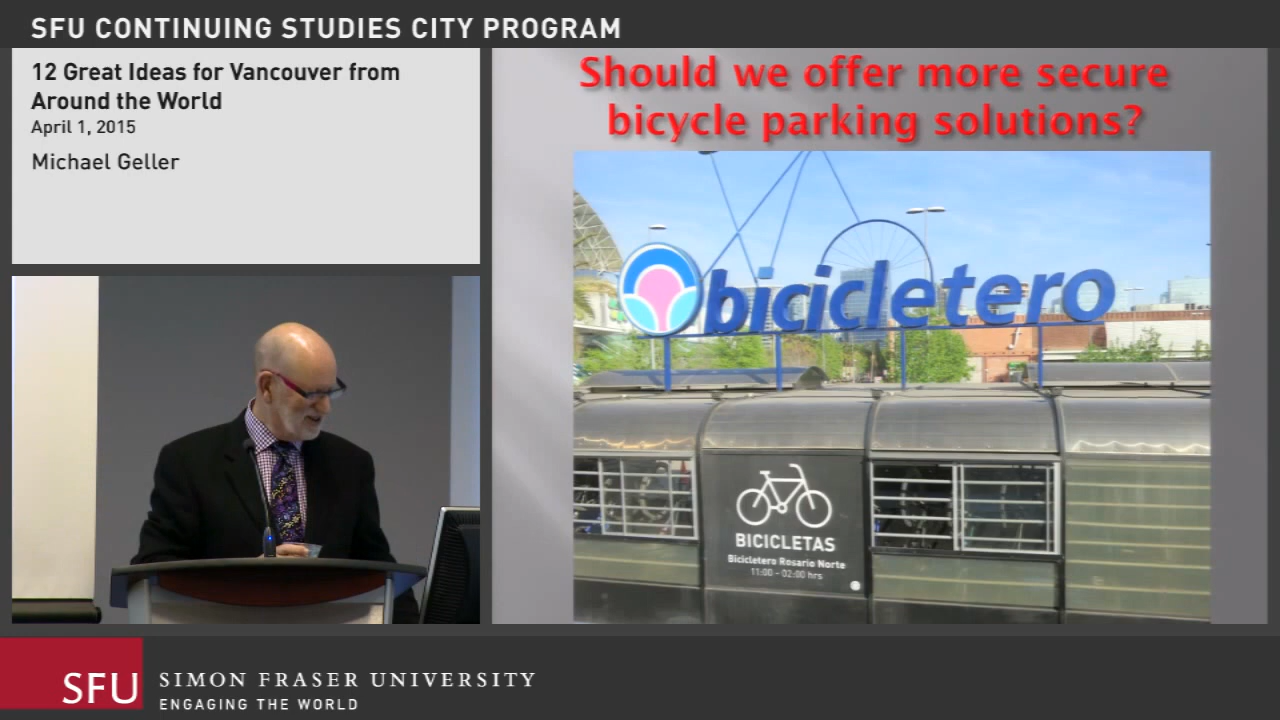 SFU CONTINUING STUDIES CITY PROGRAM
12 Great Ideas for Vancouver from
Around the World
April 1, 2015
Michael Geller
Should we offer more secure
bicycle parking solutions?
bicicletero
BICICLETAS
Bicicletero Rosario Norte
11:00 - 02:00 hrs
SFU
SIMON FRASER UNIVERSITY
ENGAGING THE WORLD